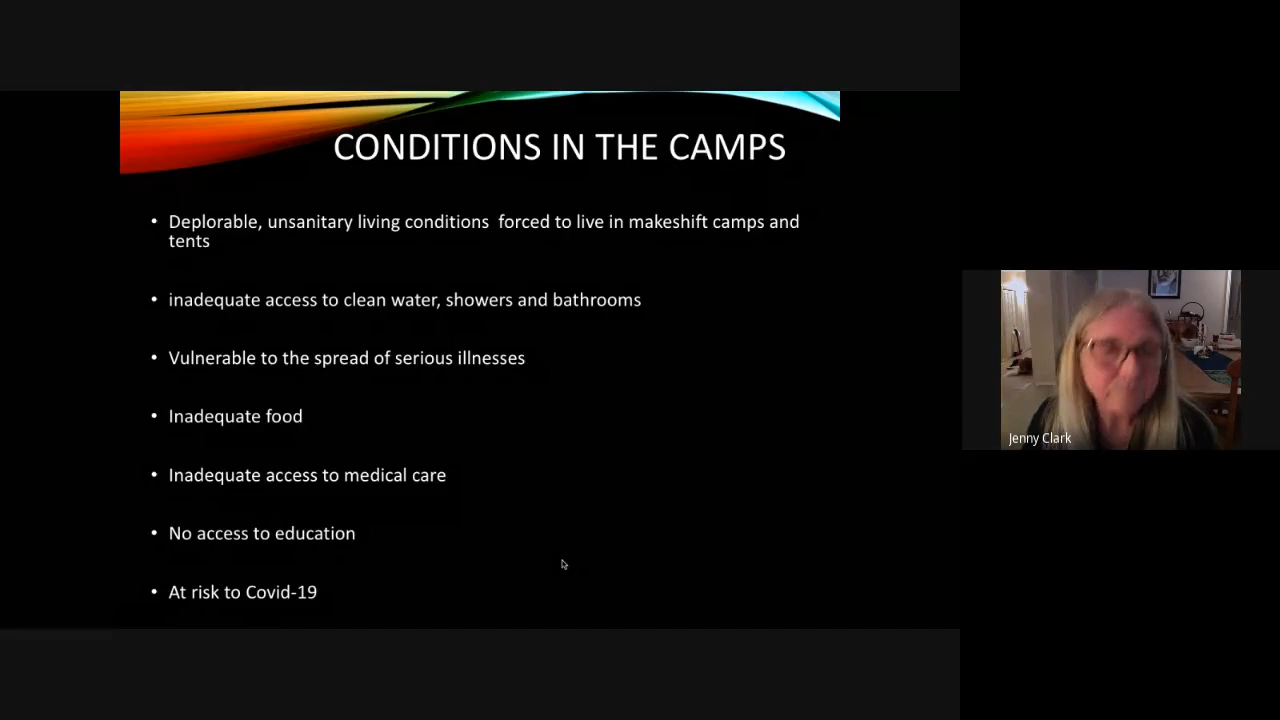 CONDITIONS IN THE CAMPS
• Deplorable, unsanitary living conditions  forced to live in makeshift camps and
tents
• inadequate access to clean water, showers and bathrooms
• Vulnerable to the spread of serious illnesses
• Inadequate food
• Inadequate access to medical care
• No access to education
• At risk to Covid-19
Jenny Clark